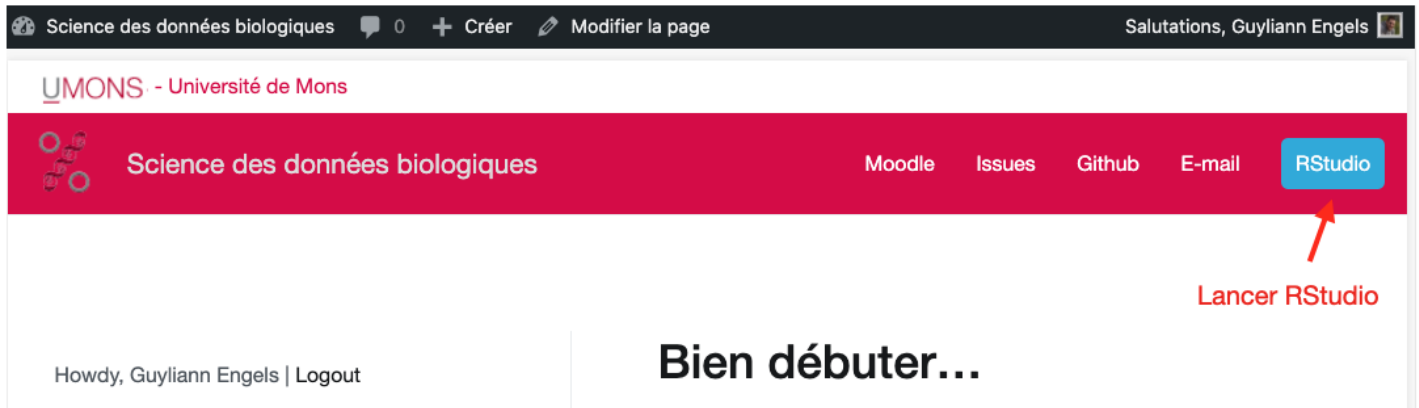 Science des données biologiques 0 + Créer Modifier la page Salutations, Guyliann Engels
UMONS - Université de Mons
Science des données biologiques Moodle Issues Github E-mail RStudio
Lancer RStudio
Bien débuter...
Howdy, Guyliann Engels | Logout